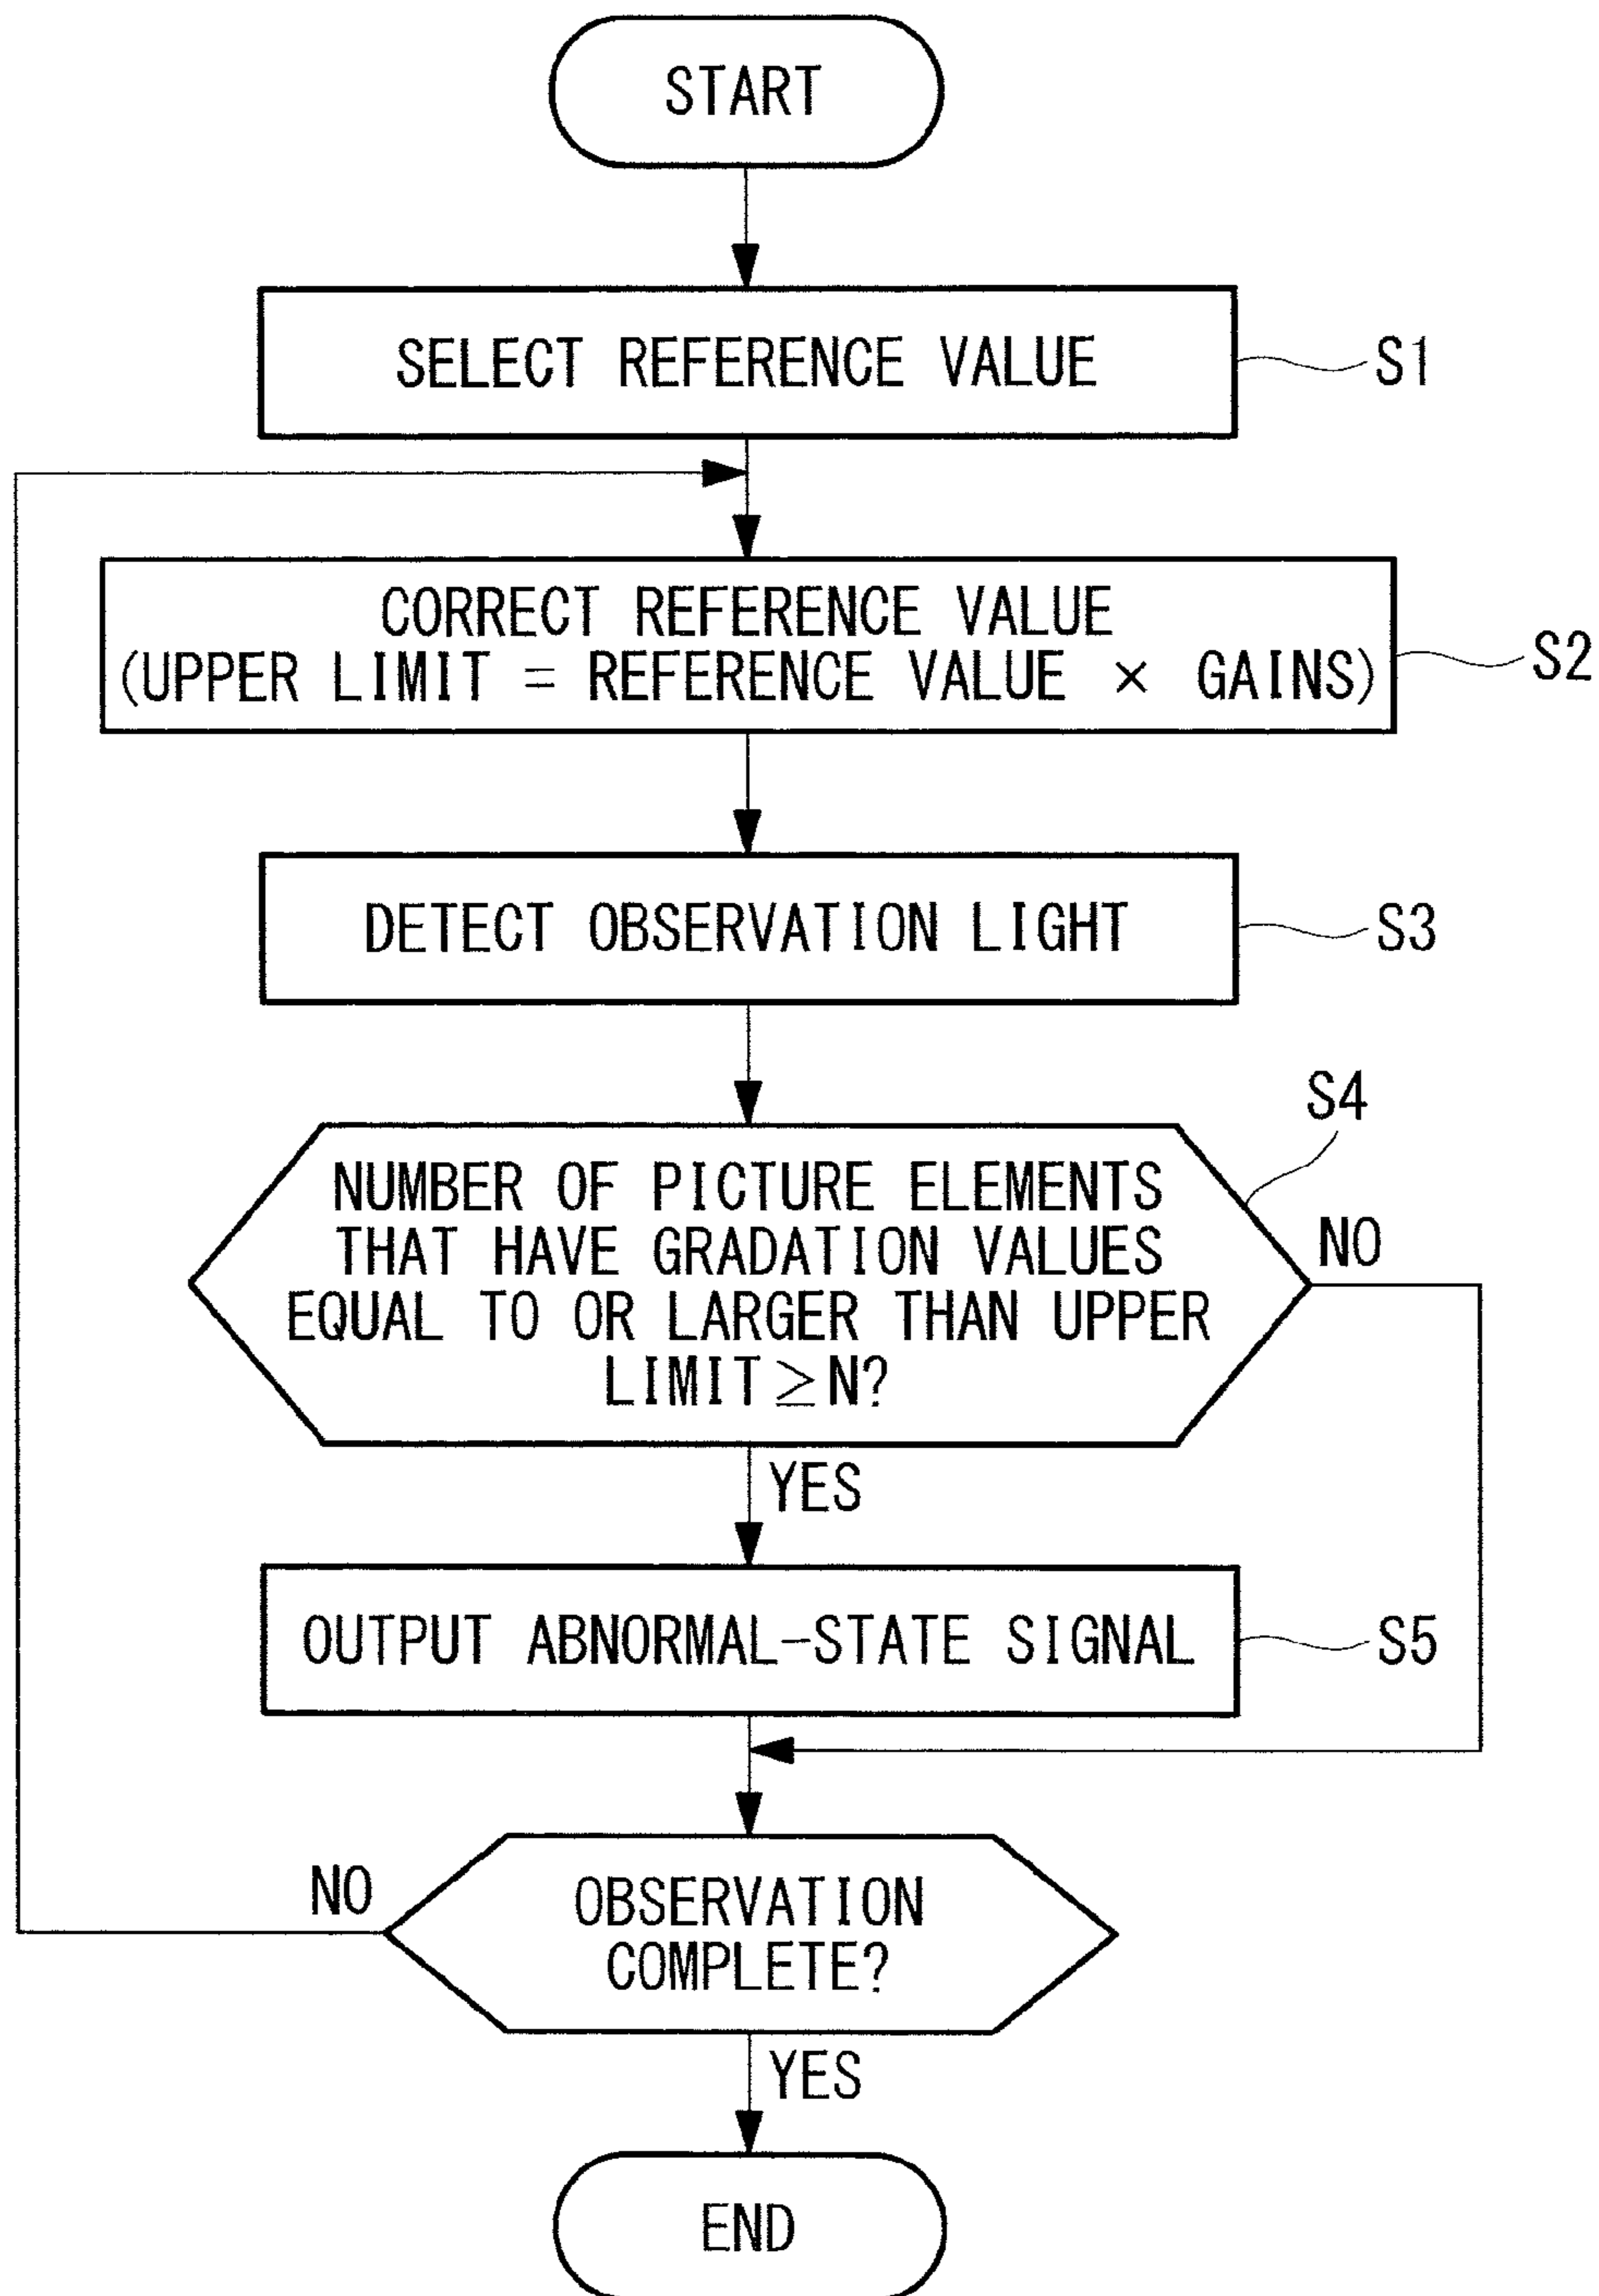 START
SELECT REFERENCE VALUE
S1
CORRECT REFERENCE VALUE
(UPPER LIMIT = REFERENCE VALUE × GAINS)
S2
DETECT OBSERVATION LIGHT
S3
S4
NUMBER OF PICTURE ELEMENTS
THAT HAVE GRADATION VALUES
EQUAL TO OR LARGER THAN UPPER
LIMIT≧N?
NO
YES
OUTPUT ABNORMAL-STATE SIGNAL
S5
NO
OBSERVATION
COMPLETE?
YES
END